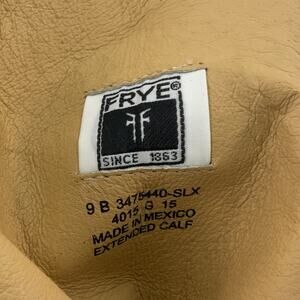 FRYE®
SINCE 1863
9 B 3475440-SLX
4015 G 15
MADE IN MEXICO
EXTENDED CALF